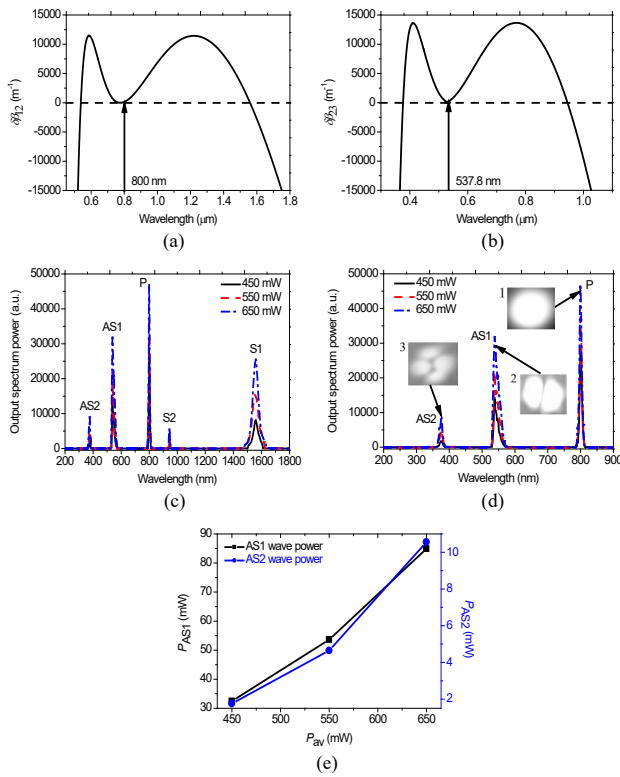 15000
10000
5000
0
-5000
-10000
-15000
δβ12 (m-1)
800 nm
0.6 0.8 1.0 1.2 1.4 1.6 1.8
Wavelength (μm)
(a)
15000
10000
5000
0
-5000
-10000
-15000
δβ23 (m-1)
537.8 nm
0.4 0.6 0.8 1.0
Wavelength (μm)
(b)
50000
40000
30000
20000
10000
0
Output spectrum power (a.u.)
450 mW
550 mW
650 mW
P
AS1
AS2
S2
S1
200 400 600 800 1000 1200 1400 1600 1800
Wavelength (nm)
(c)
50000
40000
30000
20000
10000
0
Output spectrum power (a.u.)
450 mW
550 mW
650 mW
1
P
AS1
3
2
AS2
200 300 400 500 600 700 800 900
Wavelength (nm)
(d)
90
80
70
60
50
40
30
PAS1 (mW)
AS1 wave power
AS2 wave power
10
8
6
4
2
PAS2 (mW)
450 500 550 600 650
Pav (mW)
(e)